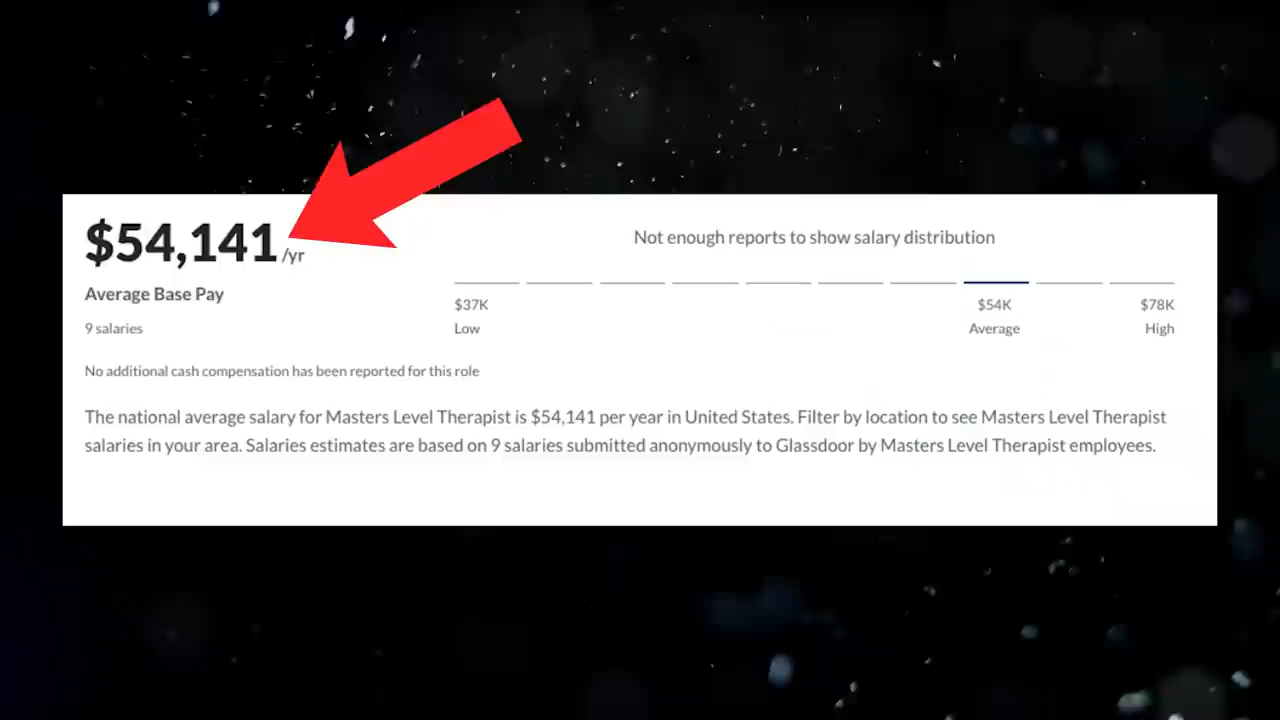 $54,141 /yr
Average Base Pay
9 salaries
Not enough reports to show salary distribution
$37K
Low
$54K
Average
$78K
High
No additional cash compensation has been reported for this role
The national average salary for Masters Level Therapist is $54,141 per year in United States. Filter by location to see Masters Level Therapist
salaries in your area. Salaries estimates are based on 9 salaries submitted anonymously to Glassdoor by Masters Level Therapist employees.